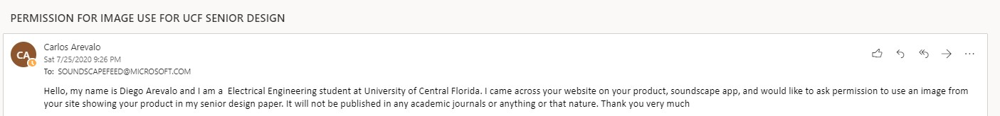 PERMISSION FOR IMAGE USE FOR UCF SENIOR DESIGN
CA
Carlos Arevalo
Sat 7/25/2020 9:26 PM
To: SOUNDSCAPEFEED@MICROSOFT.COM
Hello, my name is Diego Arevalo and I am a  Electrical Engineering student at University of Central Florida. I came across your website on your product, soundscape app, and would like to ask permission to use an image from
your site showing your product in my senior design paper. It will not be published in any academic journals or anything or that nature. Thank you very much